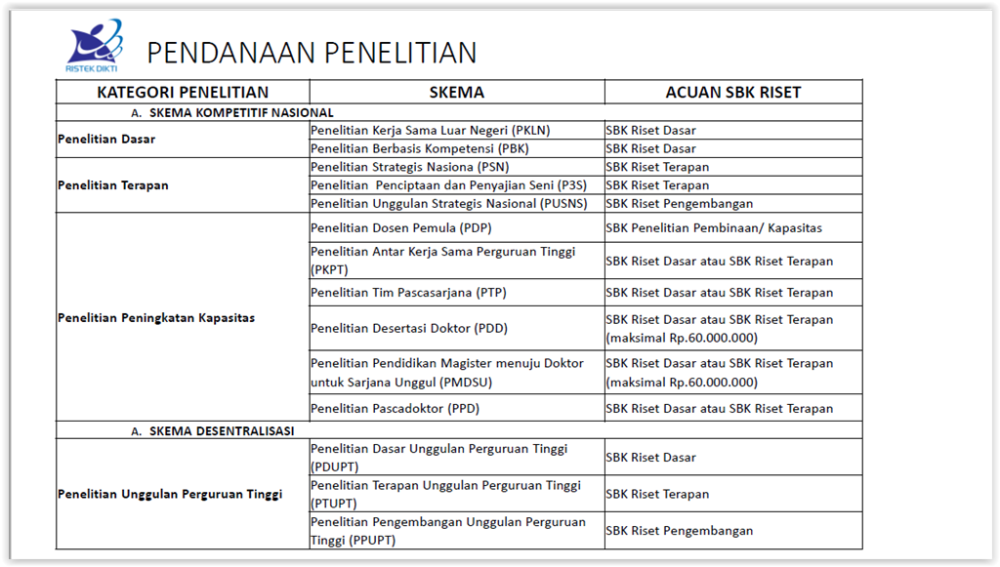 RISTEK DIKTI
PENDANAAN PENELITIAN
KATEGORI PENELITIAN SKEMA ACUAN SBK RISET
A. SKEMA KOMPETITIF NASIONAL
Penelitian Dasar
Penelitian Kerja Sama Luar Negeri (PKLN) SBK Riset Dasar
Penelitian Berbasis Kompetensi (PBK) SBK Riset Dasar
Penelitian Terapan
Penelitian Strategis Nasiona (PSN) SBK Riset Terapan
Penelitian Penciptaan dan Penyajian Seni (P3S) SBK Riset Terapan
Penelitian Unggulan Strategis Nasional (PUSNS) SBK Riset Pengembangan
Penelitian Peningkatan Kapasitas
Penelitian Dosen Pemula (PDP) SBK Penelitian Pembinaan/ Kapasitas
Penelitian Antar Kerja Sama Perguruan Tinggi
(PKPT)
SBK Riset Dasar atau SBK Riset Terapan
Penelitian Tim Pascasarjana (PTP) SBK Riset Dasar atau SBK Riset Terapan
Penelitian Desertasi Doktor (PDD)
SBK Riset Dasar atau SBK Riset Terapan
(maksimal Rp.60.000.000)
Penelitian Pendidikan Magister menuju Doktor
untuk Sarjana Unggul (PMDSU)
SBK Riset Dasar atau SBK Riset Terapan
(maksimal Rp.60.000.000)
Penelitian Pascadoktor (PPD) SBK Riset Dasar atau SBK Riset Terapan
A. SKEMA DESENTRALISASI
Penelitian Unggulan Perguruan Tinggi
Penelitian Dasar Unggulan Perguruan Tinggi
(PDUPT)
SBK Riset Dasar
Penelitian Terapan Unggulan Perguruan Tinggi
(PTUPT)
SBK Riset Terapan
Penelitian Pengembangan Unggulan Perguruan
Tinggi (PPUPT)
SBK Riset Pengembangan